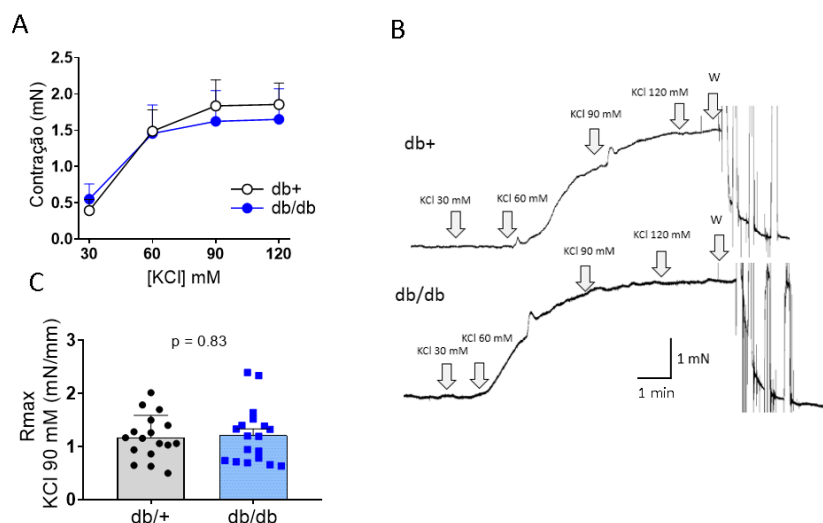 A
Contração (mN)
2.5
2.0
1.5
1.0
0.5
0.0
30
60
90
120
[KCl] mM
db+
db/db
B
db+
KCl 30 mM
KCl 60 mM
KCl 90 mM
KCl 120 mM
W
db/db
KCl 30 mM
KCl 60 mM
KCl 90 mM
KCl 120 mM
W
1 mN
1 min
C
p = 0.83
Rmax
KCl 90 mM (mN/mm)
3
2
1
0
db/+
db/db